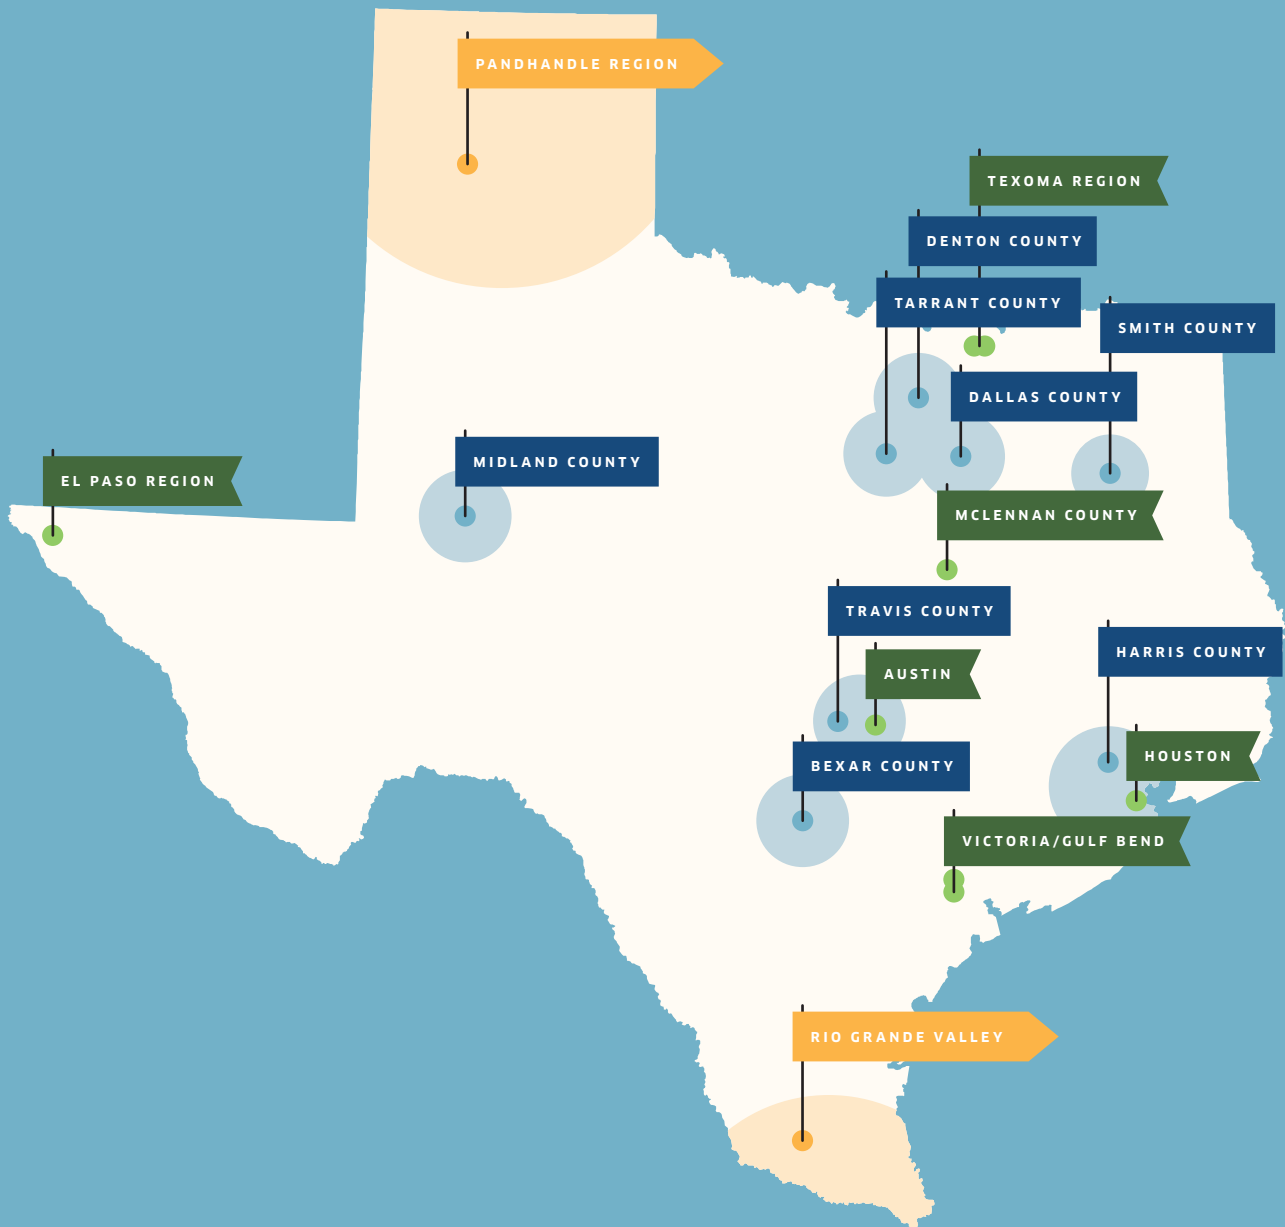 PANDHANDLE REGION
TEXOMA REGION
DENTON COUNTY
TARRANT COUNTY
SMITH COUNTY
DALLAS COUNTY
MIDLAND COUNTY
EL PASO REGION
MCLENNAN COUNTY
TRAVIS COUNTY
HARRIS COUNTY
AUSTIN
HOUSTON
BEXAR COUNTY
VICTORIA/GULF BEND
RIO GRANDE VALLEY